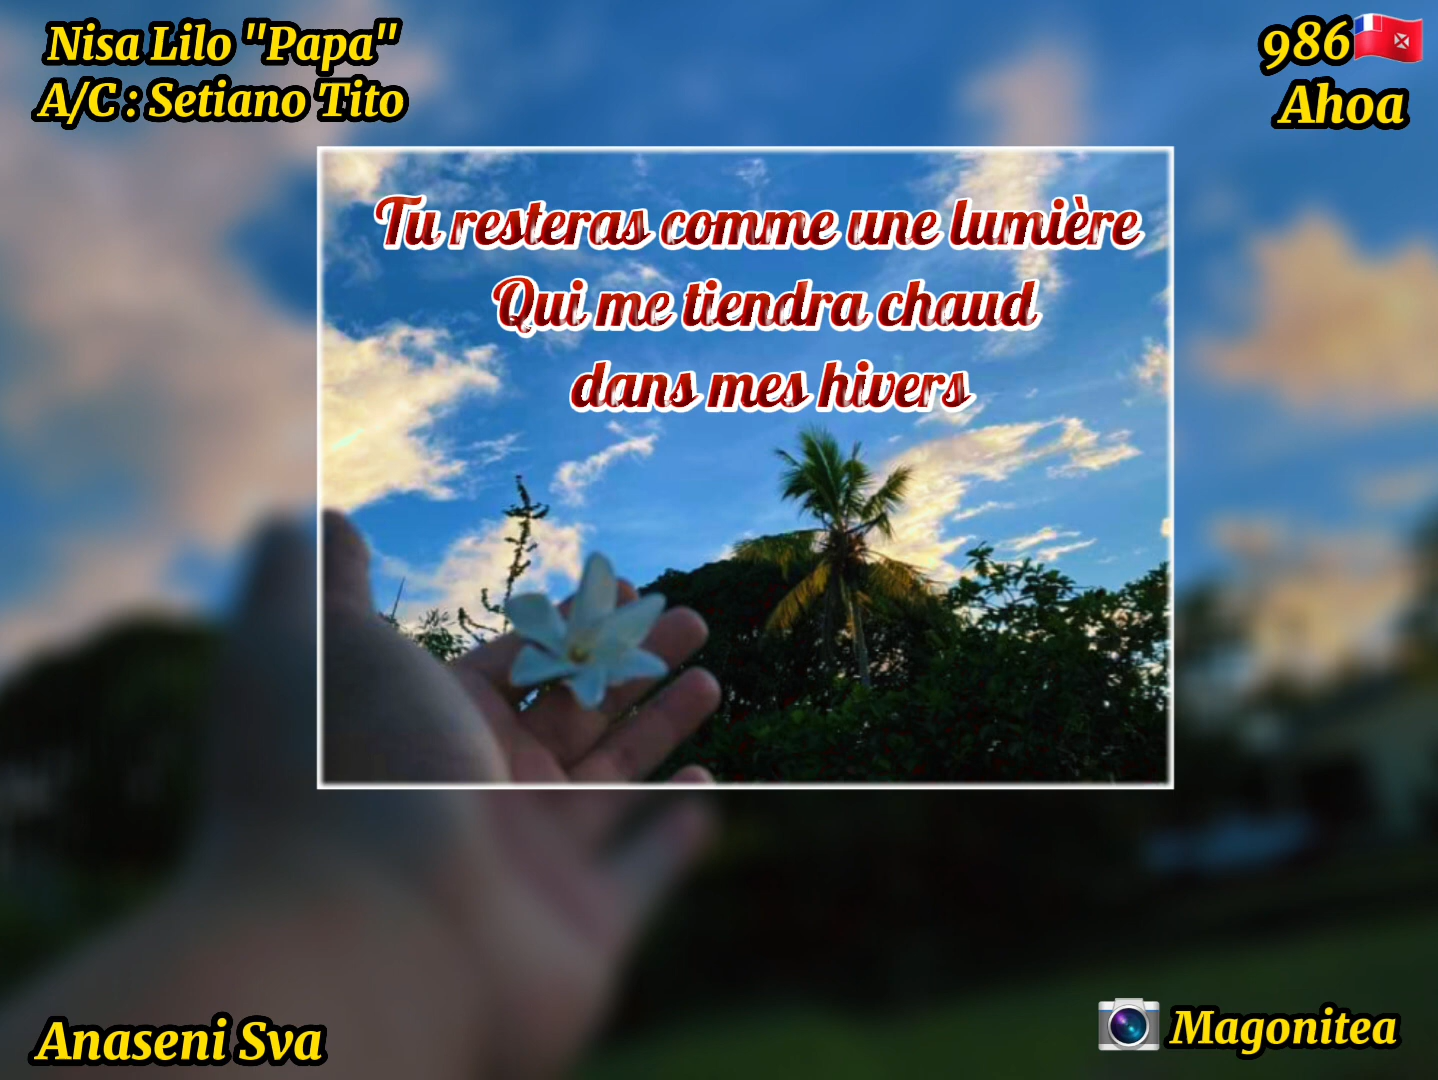 Nisa Lilo "Papa"
A/C : Setiano Tito
986
Ahoa
Tu resteras comme une lumière
Qui me tiendra chaud
dans mes hivers
Anaseni Sva
Magonitea